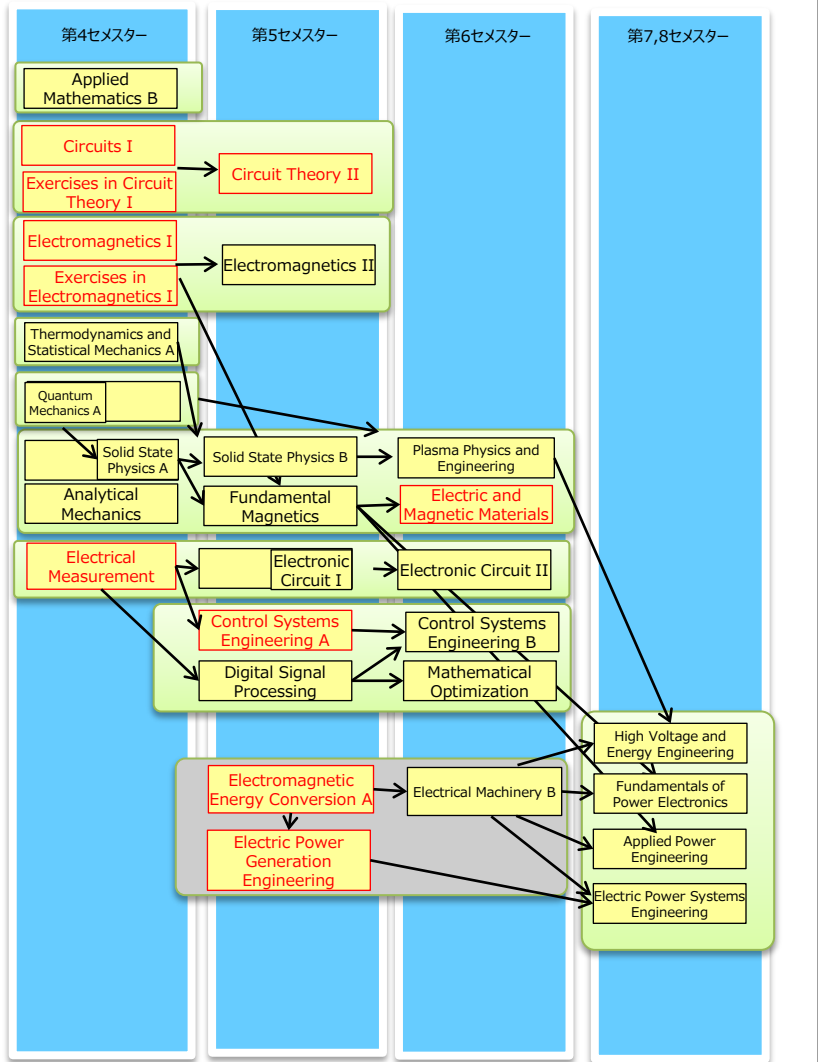 第4セメスター
第5セメスター
第6セメスター
第7,8セメスター
Applied
Mathematics B
Circuits I
Exercises in Circuit
Theory I
Circuit Theory II
Electromagnetics I
Exercises in
Electromagnetics I
Electromagnetics II
Thermodynamics and
Statistical Mechanics A
Quantum
Mechanics A
Solid State
Physics A
Solid State Physics B
Plasma Physics and
Engineering
Analytical
Mechanics
Fundamental
Magnetics
Electric and
Magnetic Materials
Electrical
Measurement
Electronic
Circuit I
Electronic Circuit II
Control Systems
Engineering A
Control Systems
Engineering B
Digital Signal
Processing
Mathematical
Optimization
High Voltage and
Energy Engineering
Electromagnetic
Energy Conversion A
Electrical Machinery B
Fundamentals of
Power Electronics
Electric Power
Generation
Engineering
Applied Power
Engineering
Electric Power Systems
Engineering